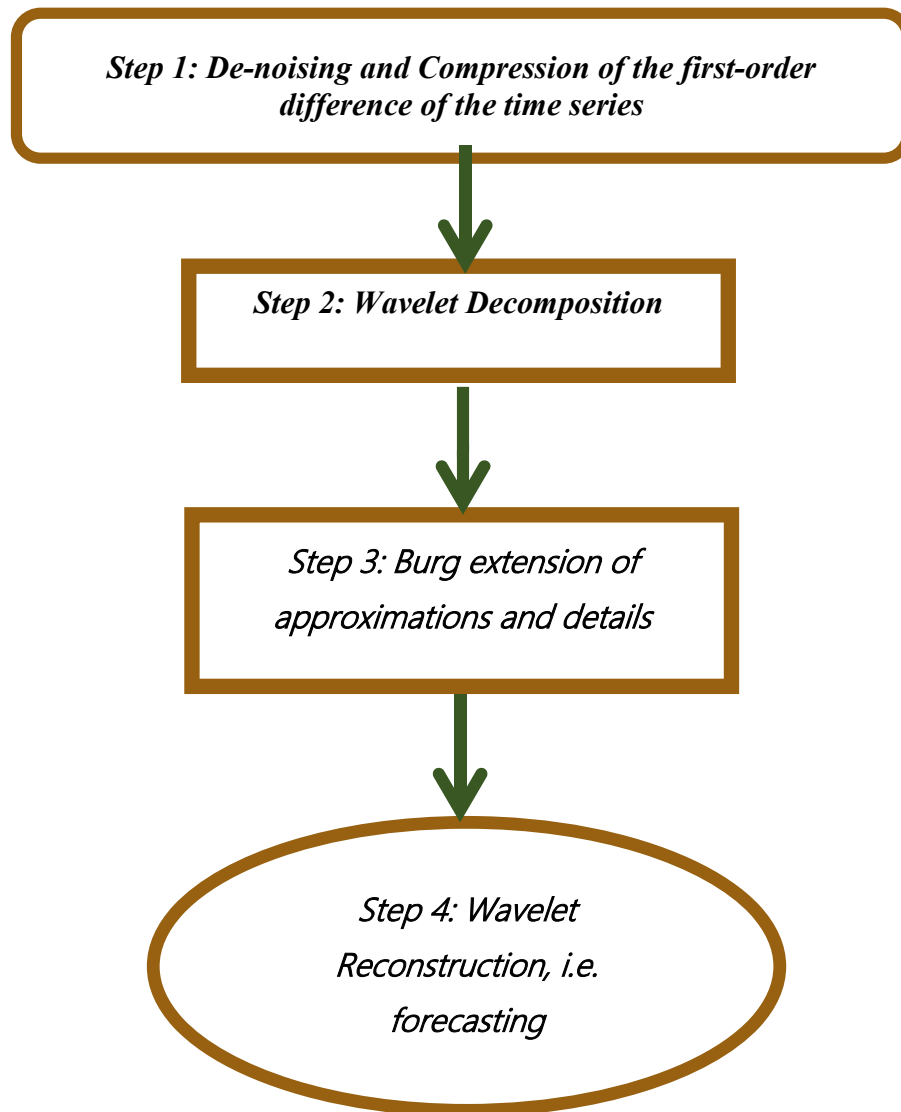 Step 1: De-noising and Compression of the first-order
difference of the time series
Step 2: Wavelet Decomposition
Step 3: Burg extension of
approximations and details
Step 4: Wavelet
Reconstruction, i.e.
forecasting